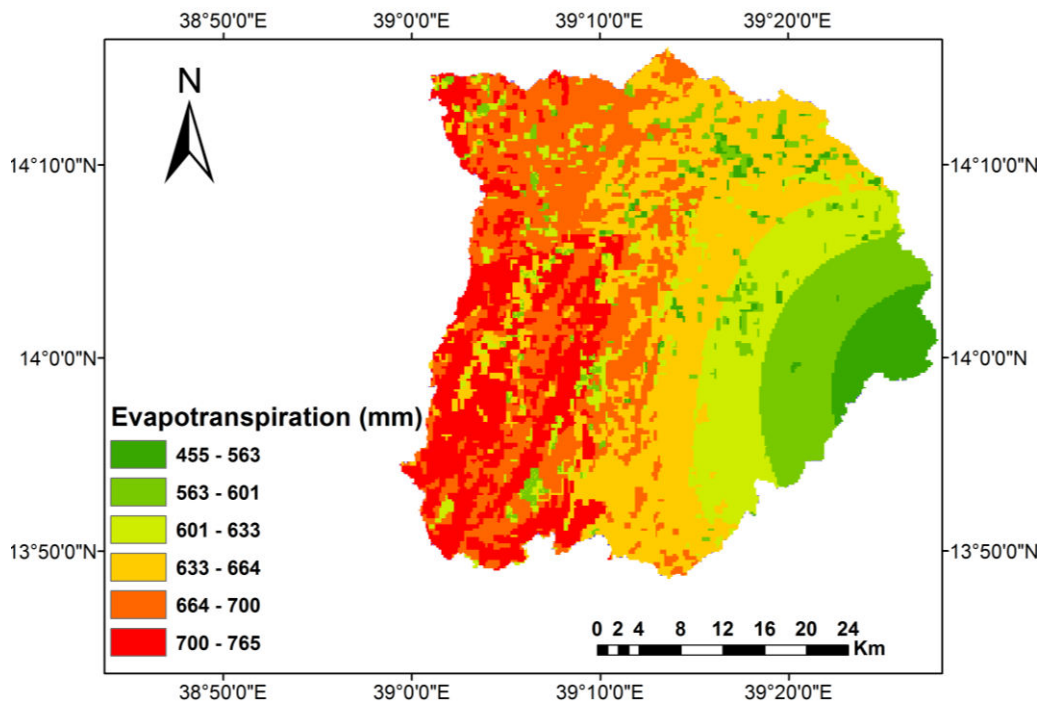 38°50'0"E 39°0'0"E 39°10'0"E 39°20'0"E
N
14°10'0"N 14°10'0"N
14°0'0"N 14°0'0"N
Evapotranspiration (mm)
455 - 563
563 - 601
601 - 633
633 - 664
664 - 700
700 - 765
13°50'0"N 13°50'0"N
0 2 4 8 12 16 20 24
Km
38°50'0"E 39°0'0"E 39°10'0"E 39°20'0"E